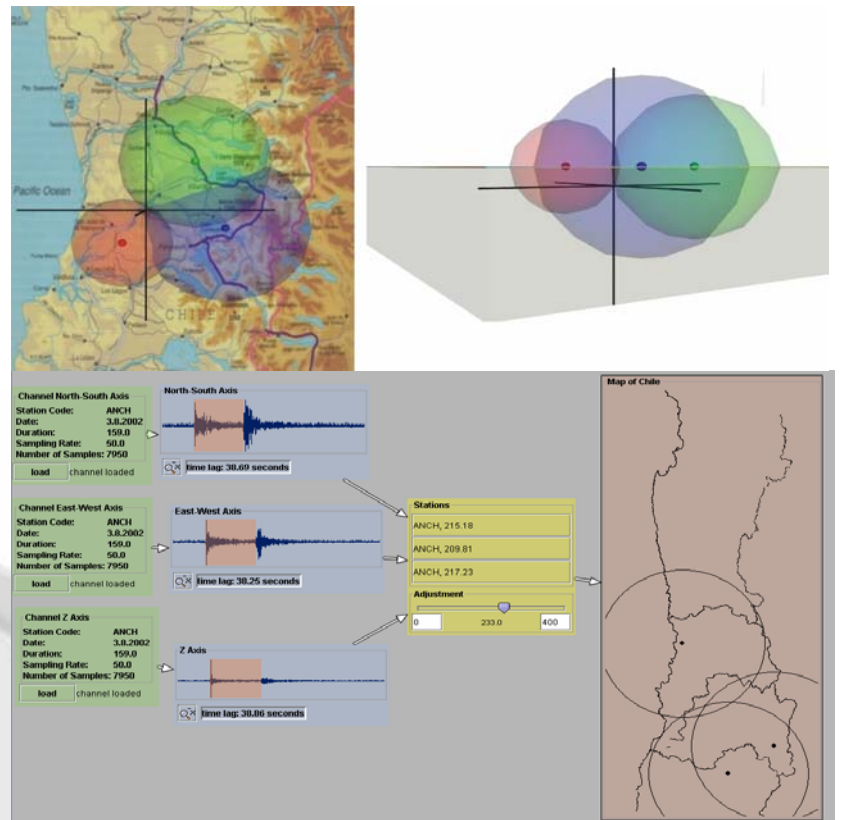 Pacific Ocean
CHILE
Channel North-South Axis
Station Code: ANCH
Date: 3.8.2002
Duration: 159.0
Sampling Rate: 50.0
Number of Samples: 7950
load channel loaded
North-South Axis
time lag: 38.69 seconds
Channel East-West Axis
Station Code: ANCH
Date: 3.8.2002
Duration: 159.0
Sampling Rate: 50.0
Number of Samples: 7950
load channel loaded
East-West Axis
time lag: 38.25 seconds
Channel Z Axis
Station Code: ANCH
Date: 3.8.2002
Duration: 159.0
Sampling Rate: 50.0
Number of Samples: 7950
load channel loaded
Z Axis
time lag: 38.86 seconds
Stations
ANCH, 215.18
ANCH, 209.81
ANCH, 217.23
Adjustment
0 233.0 400
Map of Chile